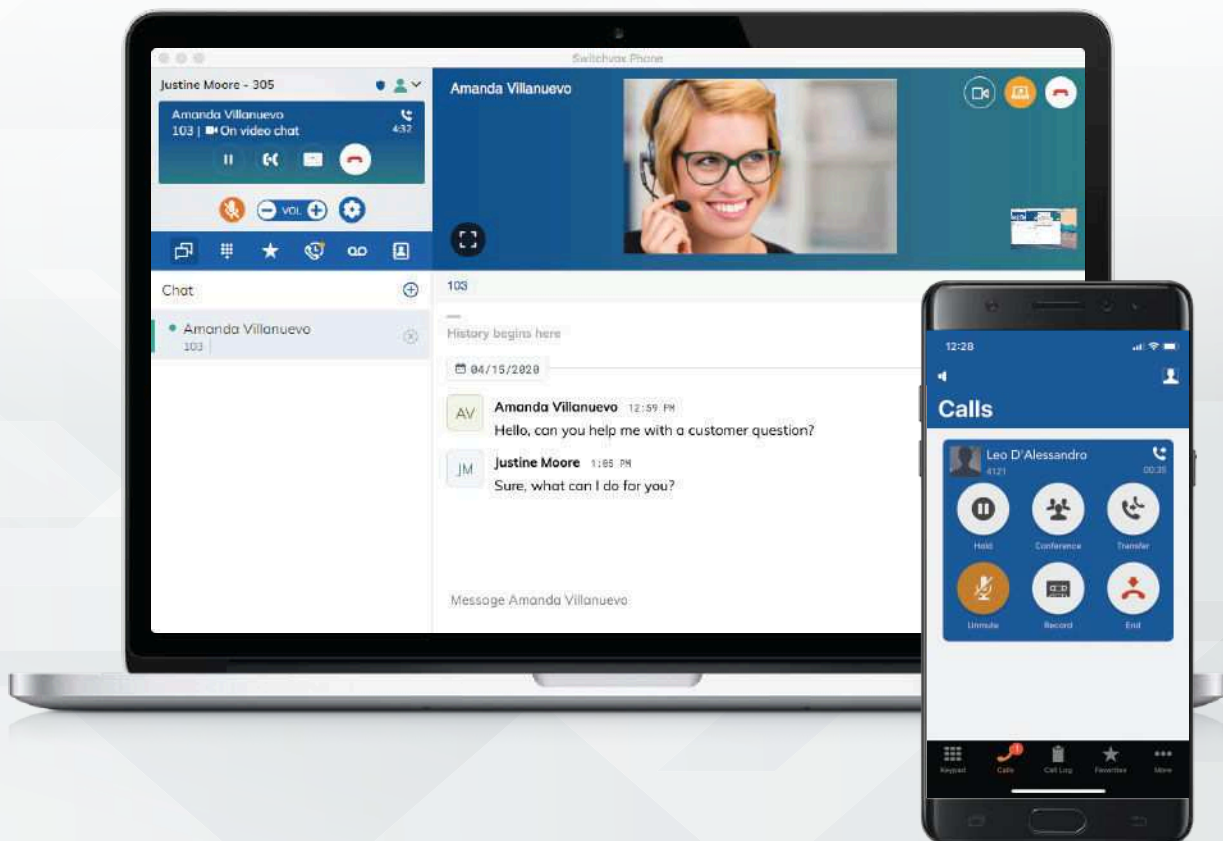 Switchvox Phone
Justine Moore - 305
Amanda Villanuevo
103 | On video chat
4:32
VOL
Amanda Villanuevo
Chat
Amanda Villanuevo
103
103
History begins here
04/15/2020
AV
Amanda Villanuevo 12:59 PM
Hello, can you help me with a customer question?
JM
Justine Moore 1:05 PM
Sure, what can I do for you?
Message Amanda Villanuevo
12:28
Calls
Leo D'Alessandro
4121
00:35
Hold
Conference
Transfer
Unmute
Record
End
1
Keypad
Calls
Call Log
Favorites
More